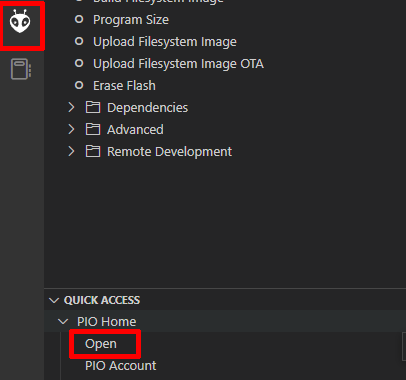 Build Filesystem Image
Program Size
Upload Filesystem Image
Upload Filesystem Image OTA
Erase Flash
Dependencies
Advanced
Remote Development
QUICK ACCESS
PIO Home
Open
PIO Account